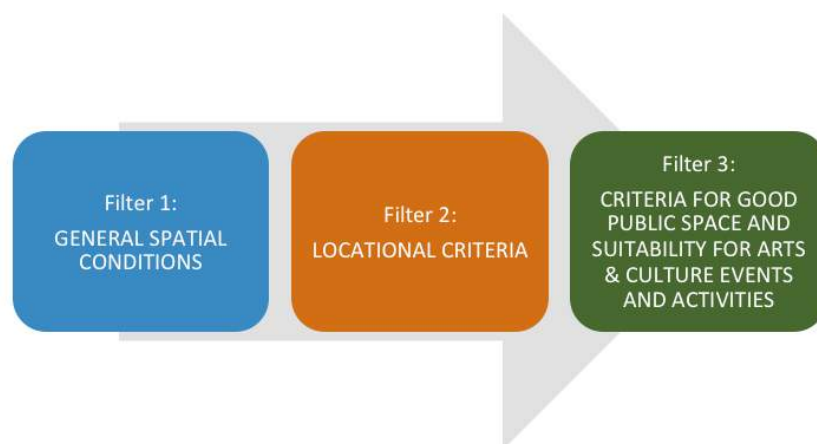 Filter 1:
GENERAL SPATIAL
CONDITIONS
Filter 2:
LOCATIONAL CRITERIA
Filter 3:
CRITERIA FOR GOOD
PUBLIC SPACE AND
SUITABILITY FOR ARTS
& CULTURE EVENTS
AND ACTIVITIES